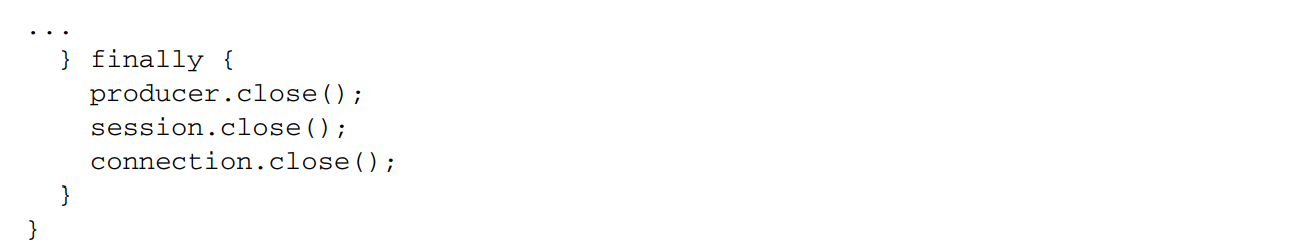 ...
  } finally {
    producer.close();
    session.close();
    connection.close();
  }
}